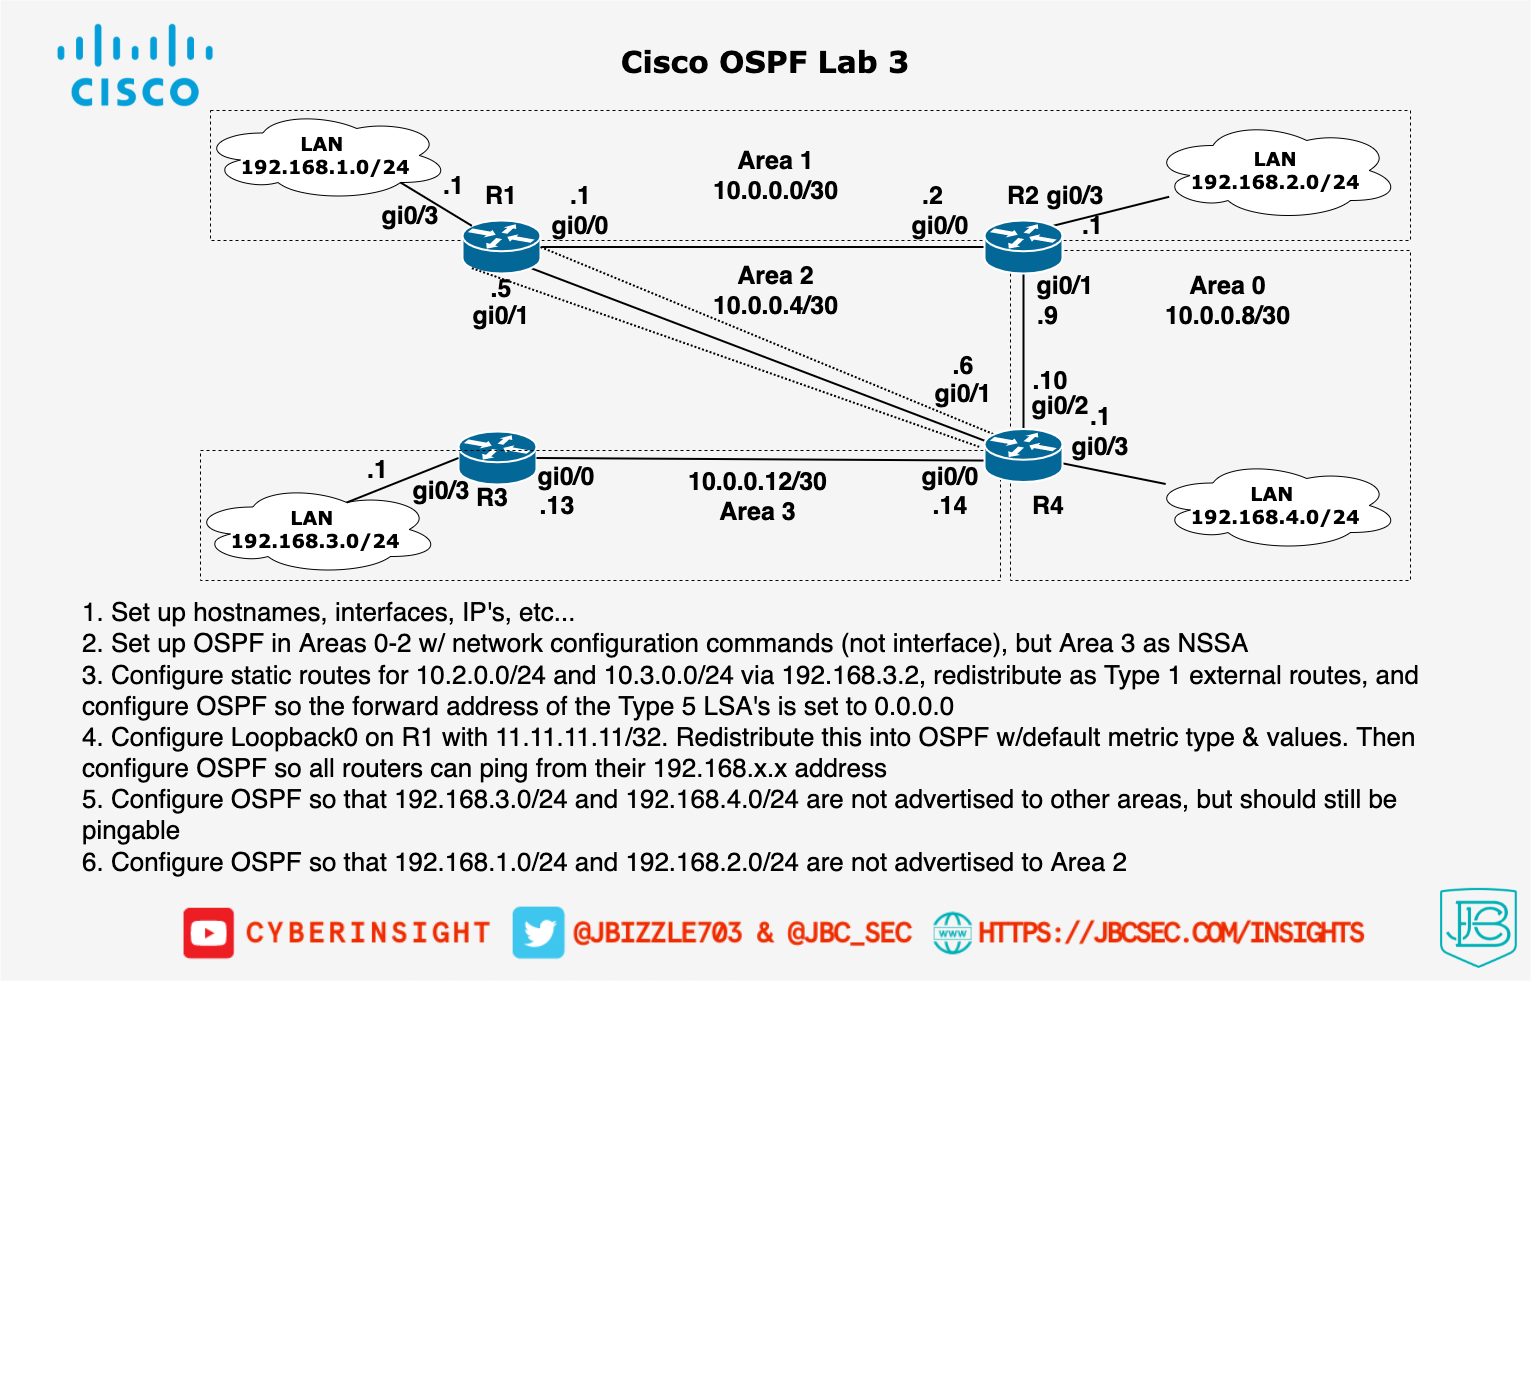 CISCO
Cisco OSPF Lab 3
LAN
192.168.1.0/24
.1
gi0/3
R1
.1
gi0/0
Area 1
10.0.0.0/30
.2
gi0/0
R2 gi0/3
.1
LAN
192.168.2.0/24
.5
gi0/1
Area 2
10.0.0.4/30
gi0/1
.9
Area 0
10.0.0.8/30
.6
gi0/1
.10
gi0/2
.1
gi0/3
.1
gi0/3
R3
gi0/0
.13
10.0.0.12/30
Area 3
gi0/0
.14
R4
LAN
192.168.3.0/24
LAN
192.168.4.0/24
1. Set up hostnames, interfaces, IP's, etc...
2. Set up OSPF in Areas 0-2 w/ network configuration commands (not interface), but Area 3 as NSSA
3. Configure static routes for 10.2.0.0/24 and 10.3.0.0/24 via 192.168.3.2, redistribute as Type 1 external routes, and
configure OSPF so the forward address of the Type 5 LSA's is set to 0.0.0.0
4. Configure Loopback0 on R1 with 11.11.11.11/32. Redistribute this into OSPF w/default metric type & values. Then
configure OSPF so all routers can ping from their 192.168.x.x address
5. Configure OSPF so that 192.168.3.0/24 and 192.168.4.0/24 are not advertised to other areas, but should still be
pingable
6. Configure OSPF so that 192.168.1.0/24 and 192.168.2.0/24 are not advertised to Area 2
CYBERINSIGHT
@JBIZZLE703 & @JBC_SEC
WWW
HTTPS://JBCSEC.COM/INSIGHTS
JBC